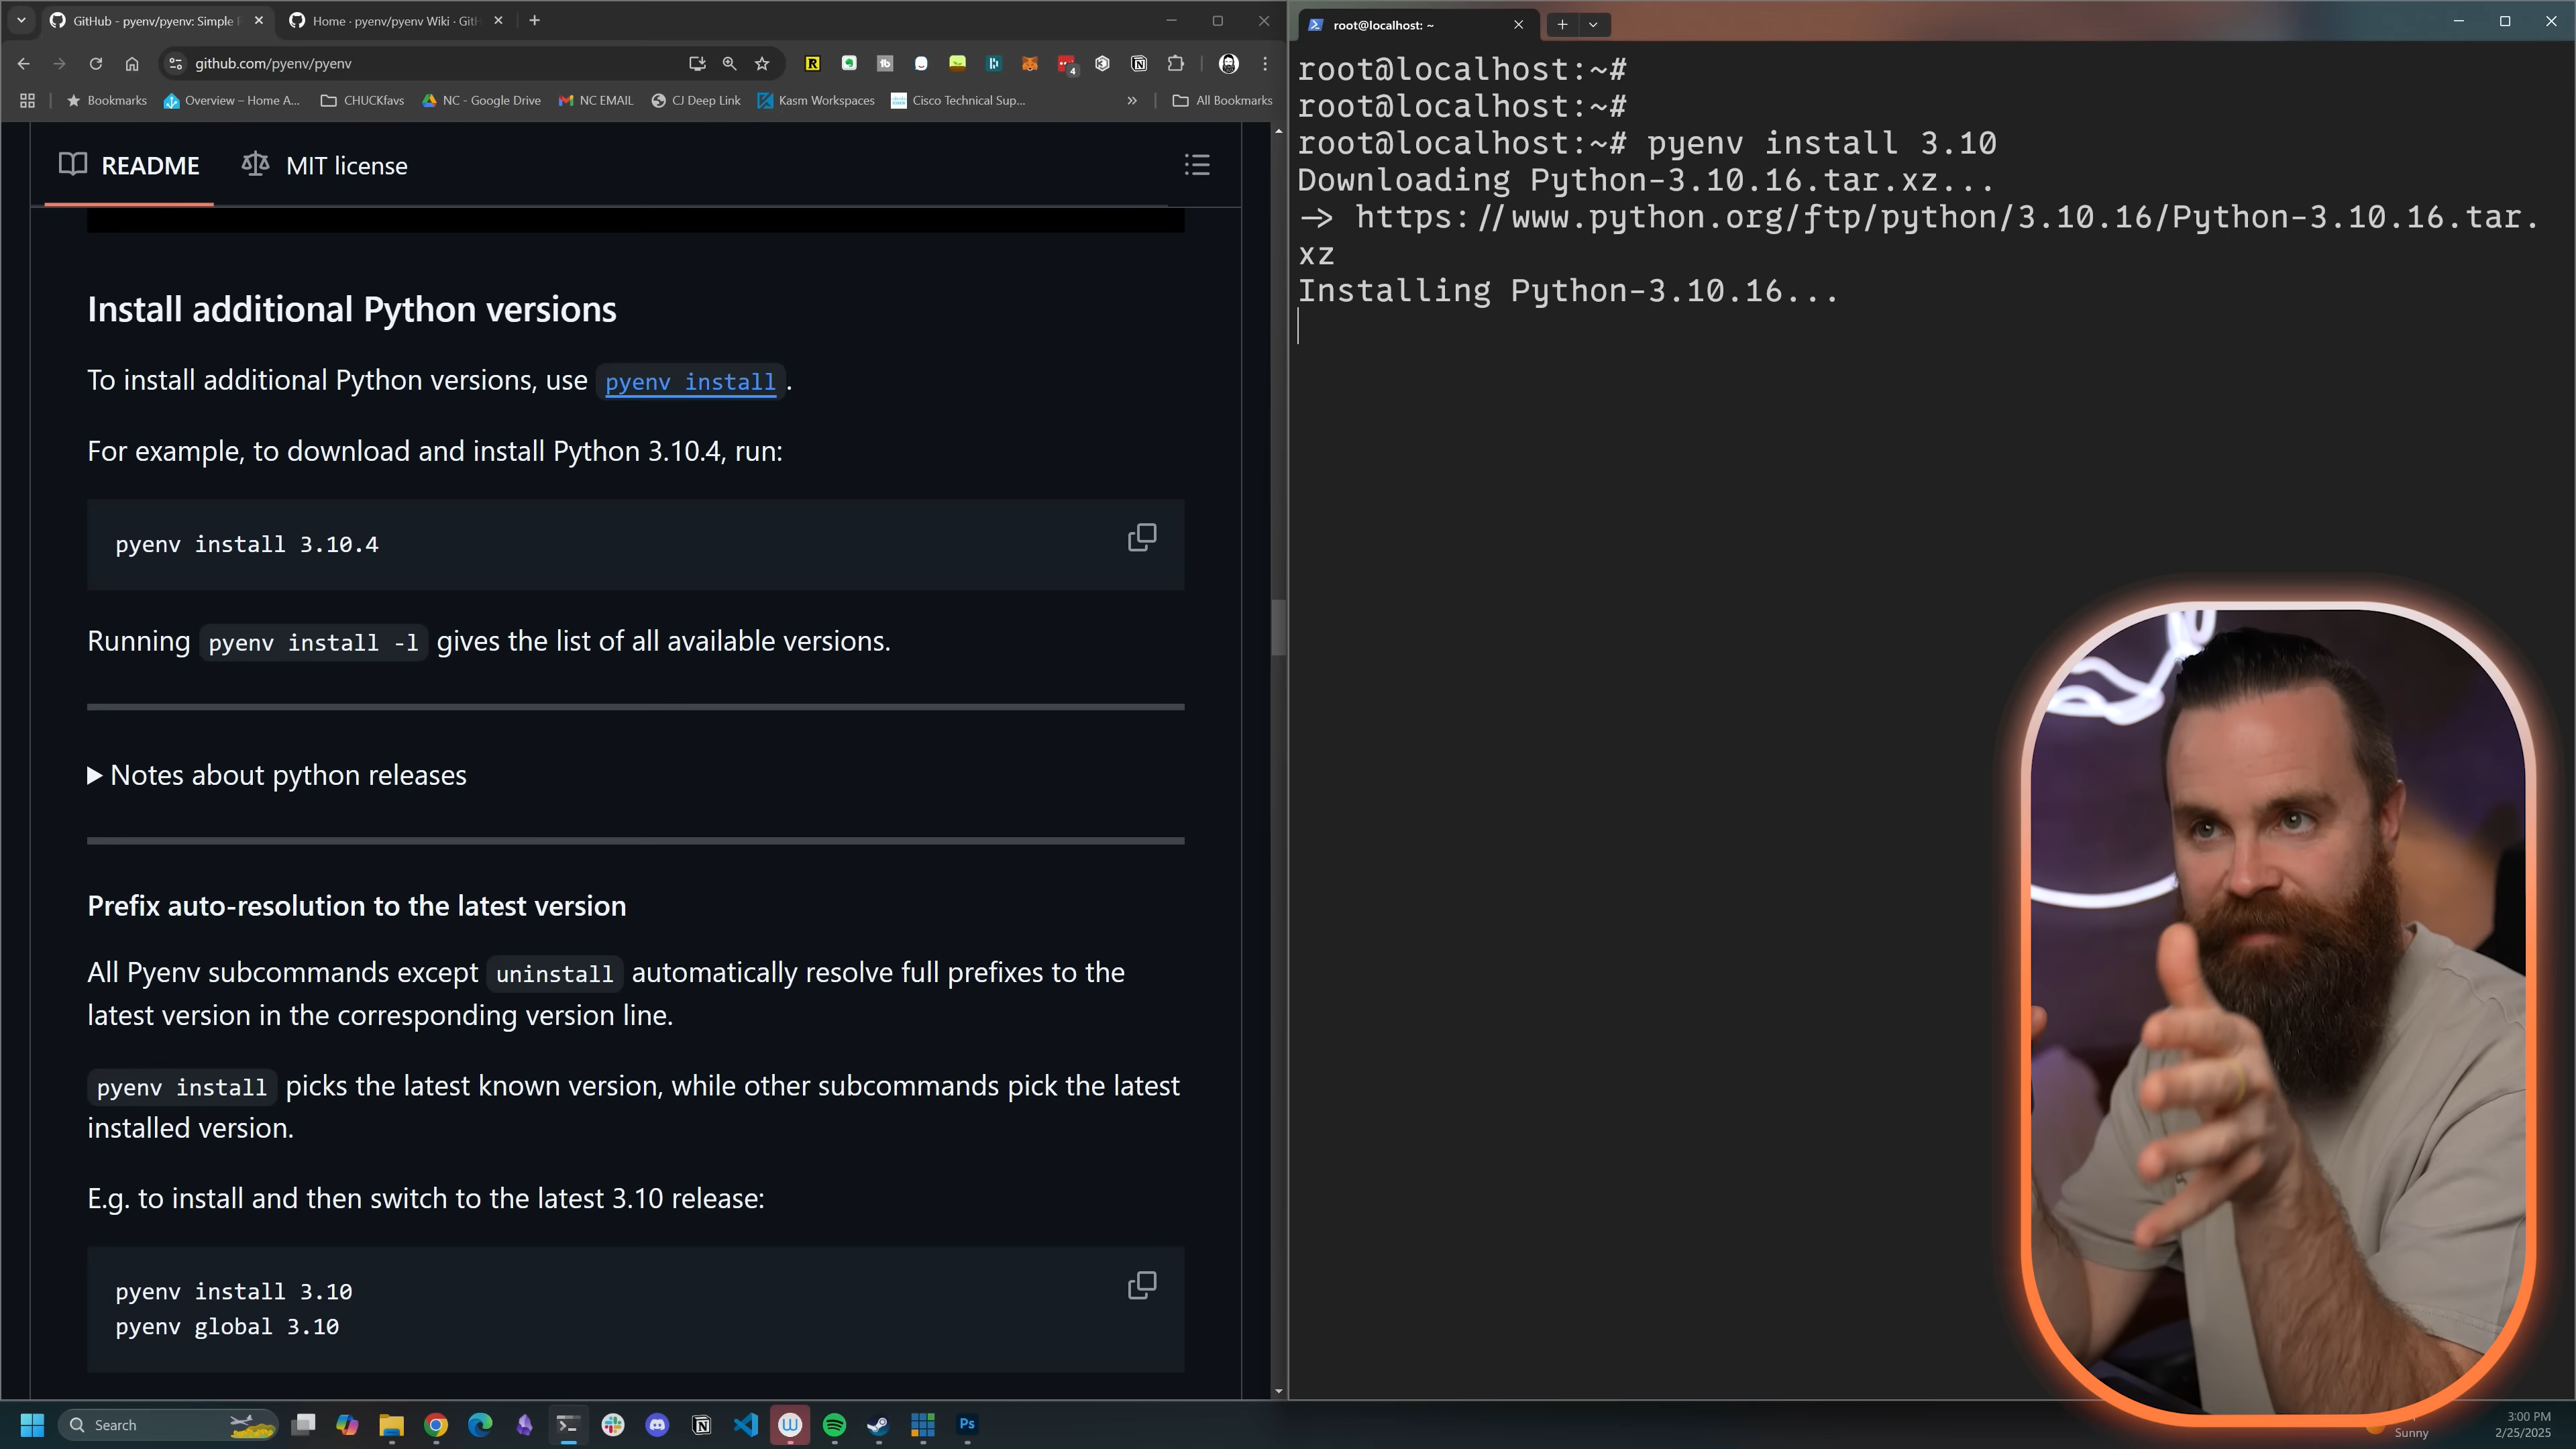 GitHub - pyenv/pyenv: Simple P
Home · pyenv/pyenv Wiki · GitH
github.com/pyenv/pyenv
4
Bookmarks
Overview – Home A...
CHUCKfavs
NC - Google Drive
NC EMAIL
CJ Deep Link
Kasm Workspaces
Cisco Technical Sup...
All Bookmarks
README
MIT license
Install additional Python versions
To install additional Python versions, use pyenv install.
For example, to download and install Python 3.10.4, run:
pyenv install 3.10.4
Running pyenv install -l gives the list of all available versions.
Notes about python releases
Prefix auto-resolution to the latest version
All Pyenv subcommands except uninstall automatically resolve full prefixes to the
latest version in the corresponding version line.
pyenv install picks the latest known version, while other subcommands pick the latest
installed version.
E.g. to install and then switch to the latest 3.10 release:
pyenv install 3.10
pyenv global 3.10
root@localhost: ~
root@localhost:~#
root@localhost:~#
root@localhost:~# pyenv install 3.10
Downloading Python-3.10.16.tar.xz...
-> https://www.python.org/ftp/python/3.10.16/Python-3.10.16.tar.
xz
Installing Python-3.10.16...
Search
Ps
Sunny
3:00 PM
2/25/2025